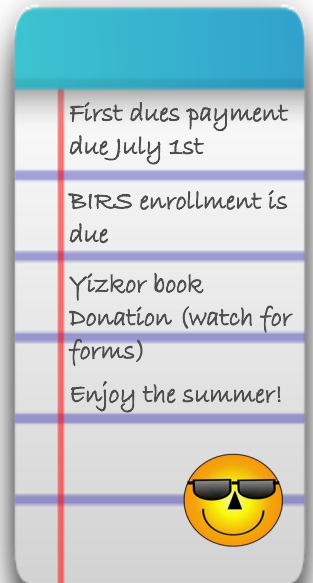 First dues payment
due July 1st
BIRS enrollment is
due
Yizkor book
Donation (watch for
forms)
Enjoy the summer!